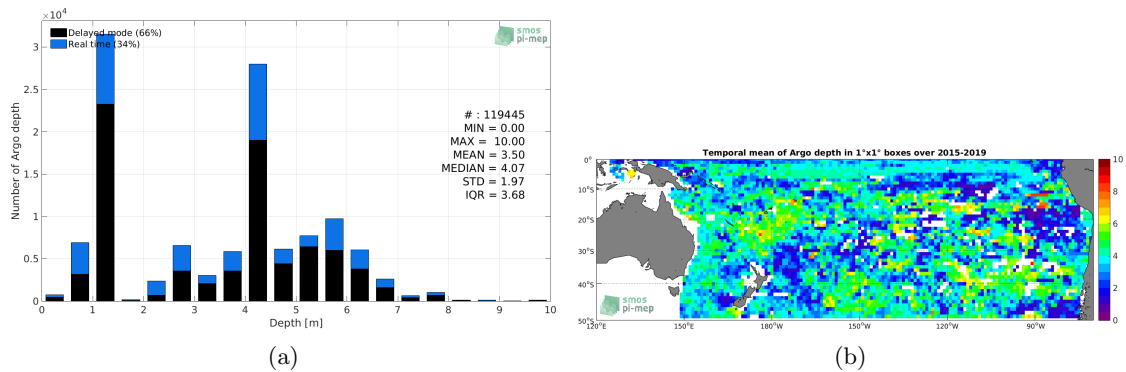 ×10⁴
Delayed mode (66%)
Real time (34%)
smos
pi-mep
3
2.5
2
1.5
1
0.5
0
Number of Argo depth
# : 119445
MIN = 0.00
MAX = 10.00
MEAN = 3.50
MEDIAN = 4.07
STD = 1.97
IQR = 3.68
0 1 2 3 4 5 6 7 8 9 10
Depth [m]
(a)
Temporal mean of Argo depth in 1°x1° boxes over 2015-2019
0°
10°S
20°S
30°S
40°S
50°S
smos
pi-mep
120°E 150°E 180°W 150°W 120°W 90°W
10
8
6
4
2
0
(b)